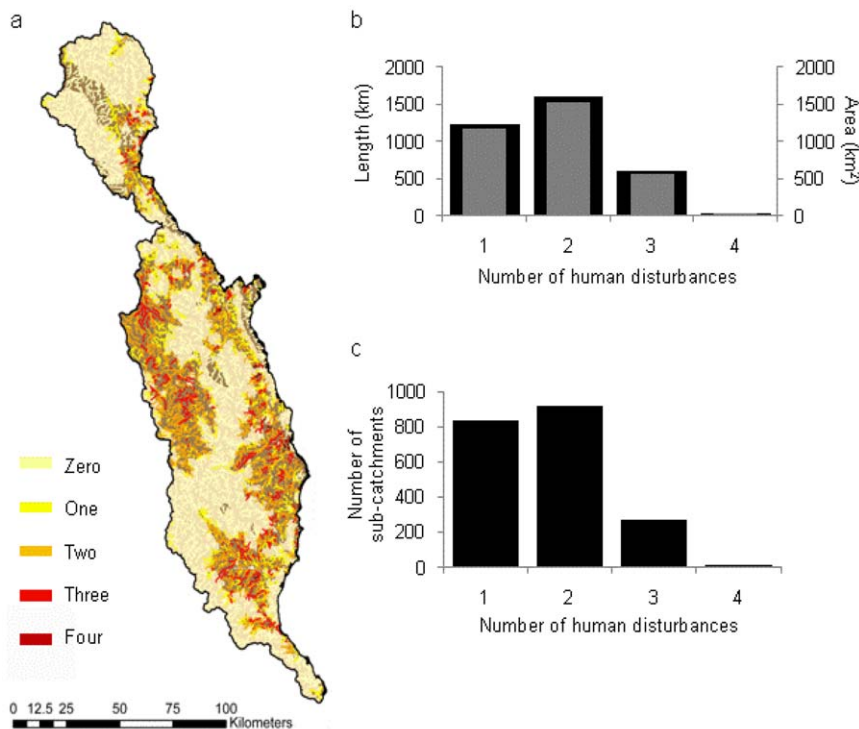 a
Zero
One
Two
Three
Four
0 12.5 25 50 75 100
Kilometers
b
2000 2000
1500 1500
1000 1000
500 500
0 0
Length (km)
Area (km²)
1 2 3 4
Number of human disturbances
c
1000
800
600
400
200
0
Number of
sub-catchments
1 2 3 4
Number of human disturbances